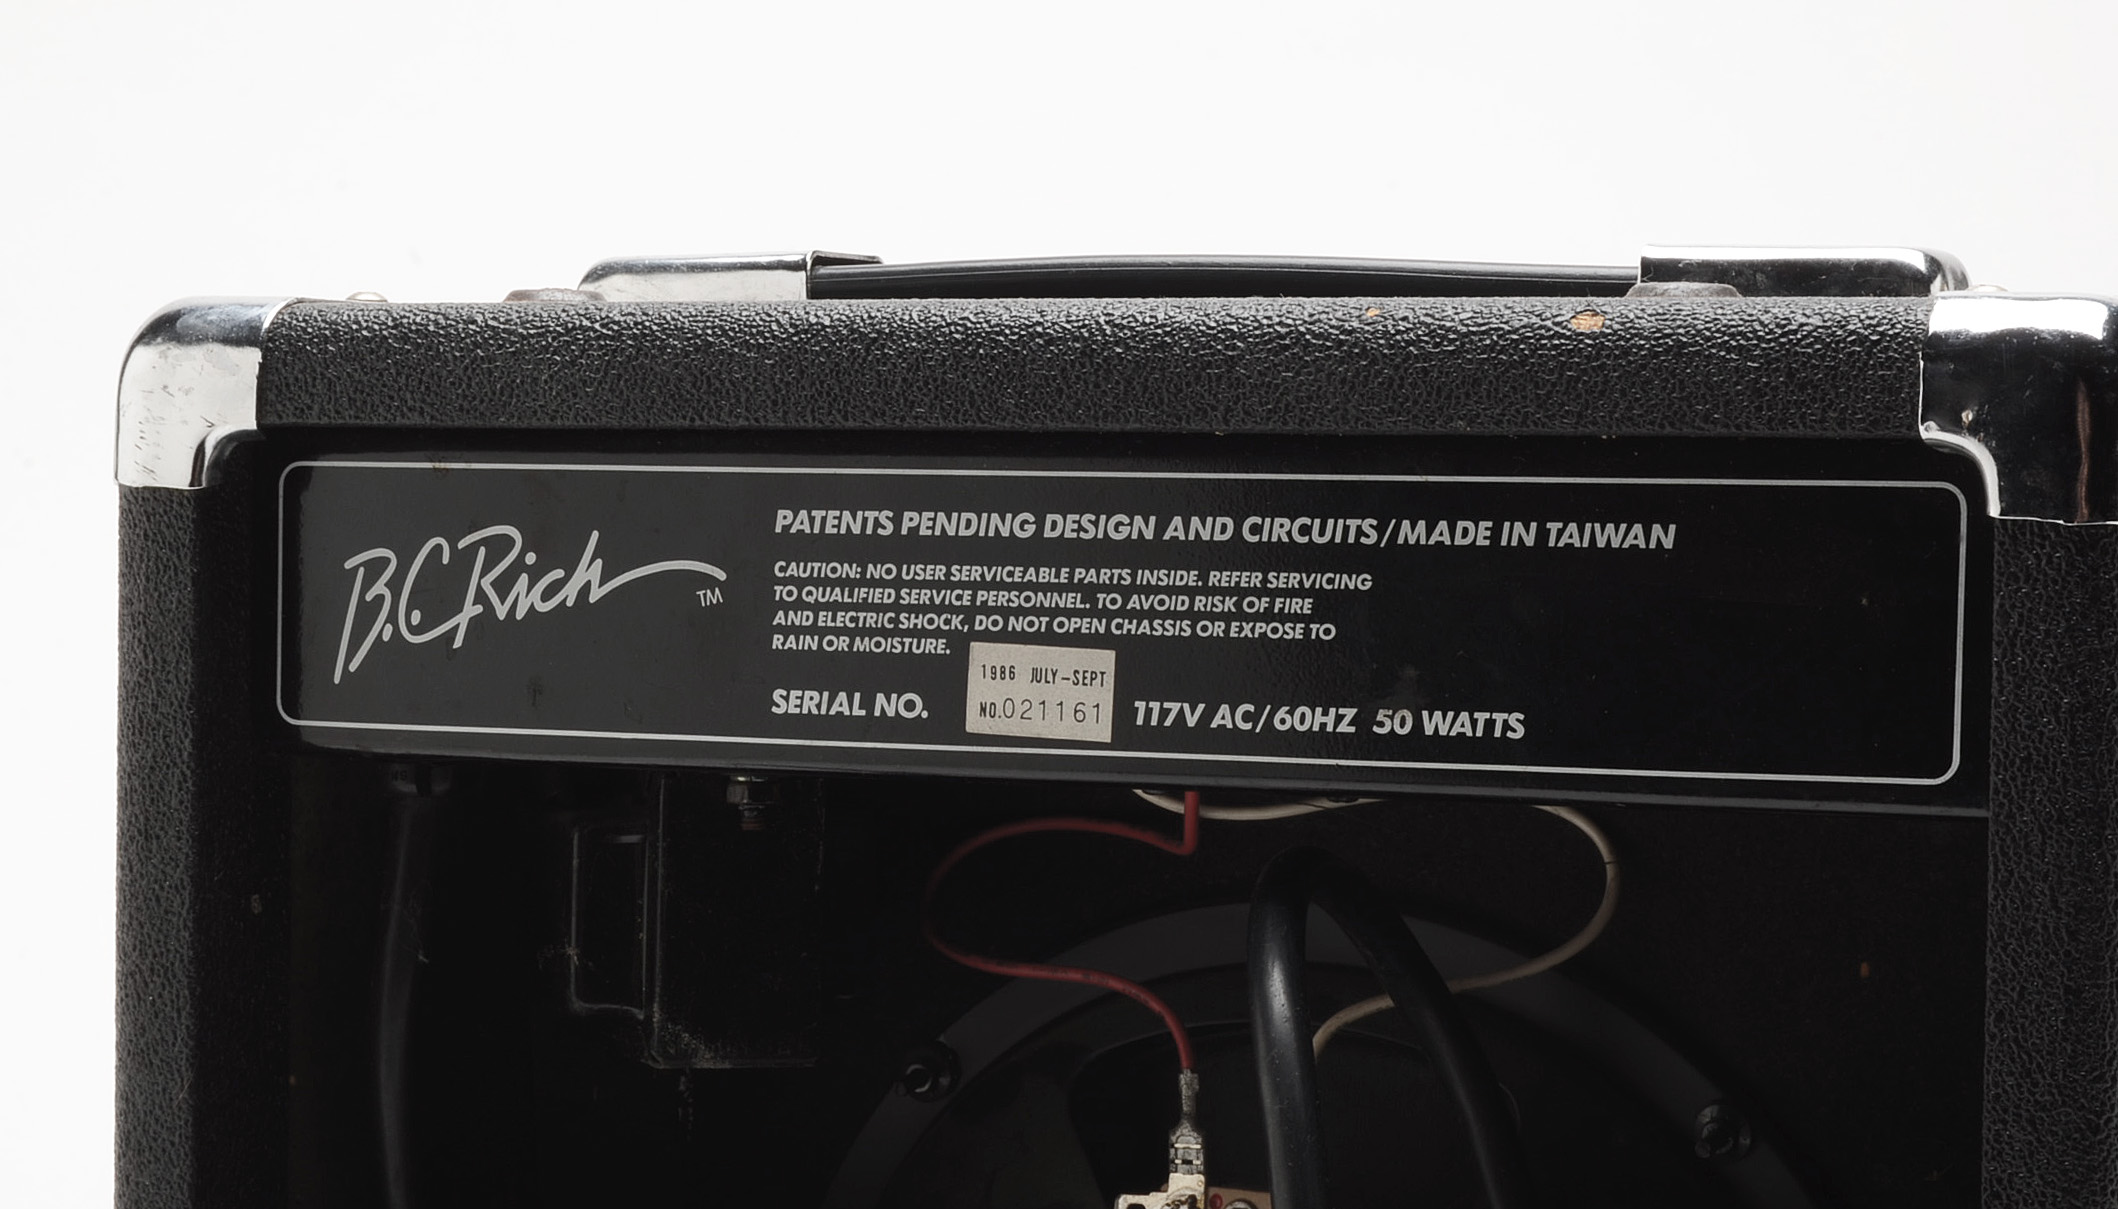 B.C.Rich
TM
PATENTS PENDING DESIGN AND CIRCUITS/MADE IN TAIWAN
CAUTION: NO USER SERVICEABLE PARTS INSIDE. REFER SERVICING
TO QUALIFIED SERVICE PERSONNEL. TO AVOID RISK OF FIRE
AND ELECTRIC SHOCK, DO NOT OPEN CHASSIS OR EXPOSE TO
RAIN OR MOISTURE.
1986 JULY-SEPT
SERIAL NO. NO.021161 117V AC/60HZ 50 WATTS